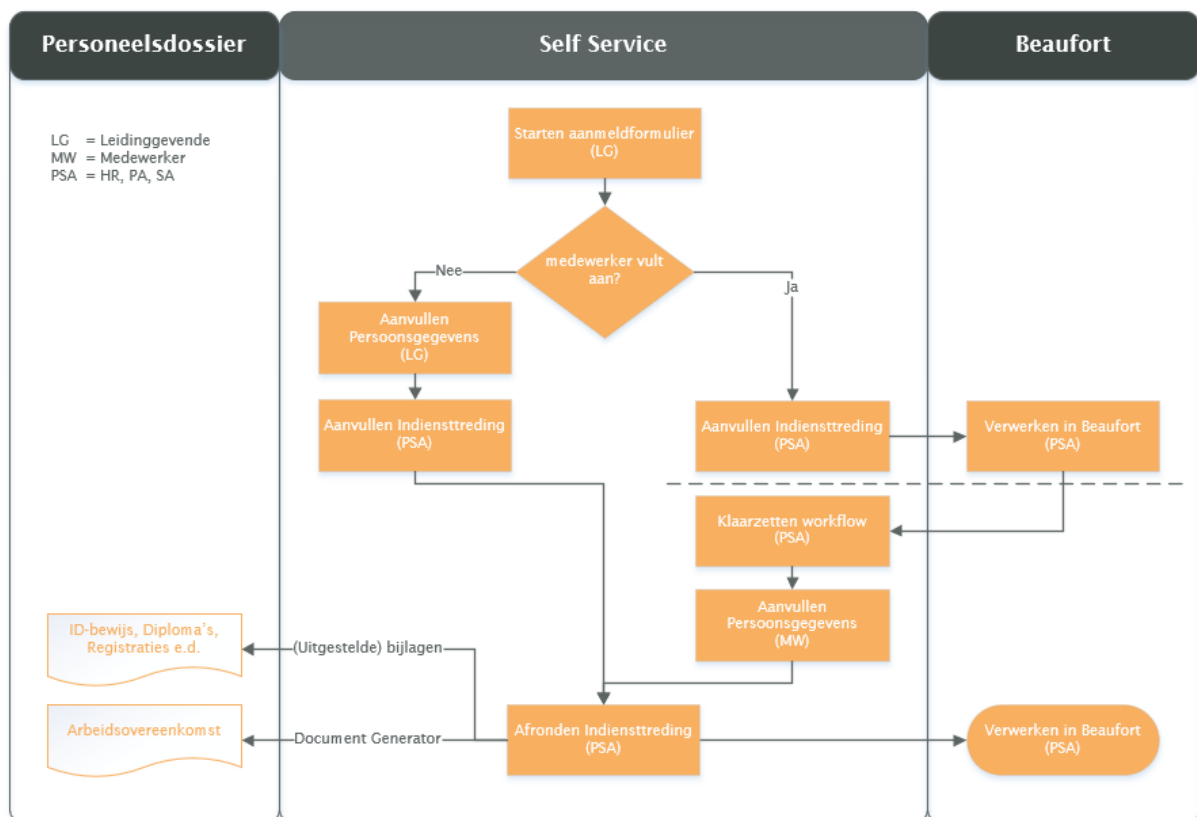 Personeelsdossier
Self Service
Beaufort
LG = Leidinggevende
MW = Medewerker
PSA = HR, PA, SA
Starten aanmeldformulier
(LG)
medewerker vult
aan?
Nee
Ja
Aanvullen
Persoonsgegevens
(LG)
Aanvullen Indiensttreding
(PSA)
Aanvullen Indiensttreding
(PSA)
Verwerken in Beaufort
(PSA)
Klaarzetten workflow
(PSA)
Aanvullen
Persoonsgegevens
(MW)
ID-bewijs, Diploma's,
Registraties e.d.
(Uitgestelde) bijlagen
Arbeidsovereenkomst
Document Generator
Afronden Indiensttreding
(PSA)
Verwerken in Beaufort
(PSA)